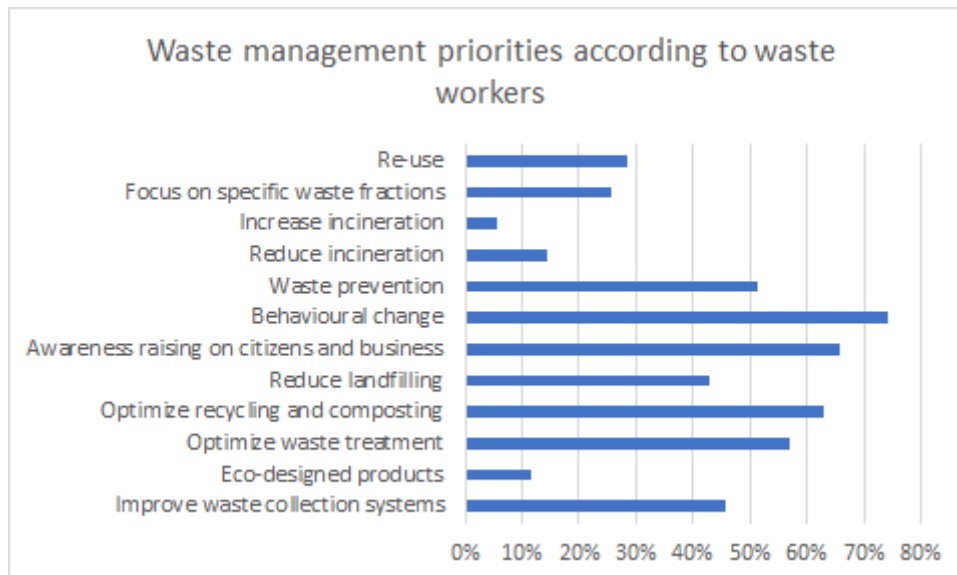 Waste management priorities according to waste
workers
Re-use
Focus on specific waste fractions
Increase incineration
Reduce incineration
Waste prevention
Behavioural change
Awareness raising on citizens and business
Reduce landfilling
Optimize recycling and composting
Optimize waste treatment
Eco-designed products
Improve waste collection systems
0% 10% 20% 30% 40% 50% 60% 70% 80%